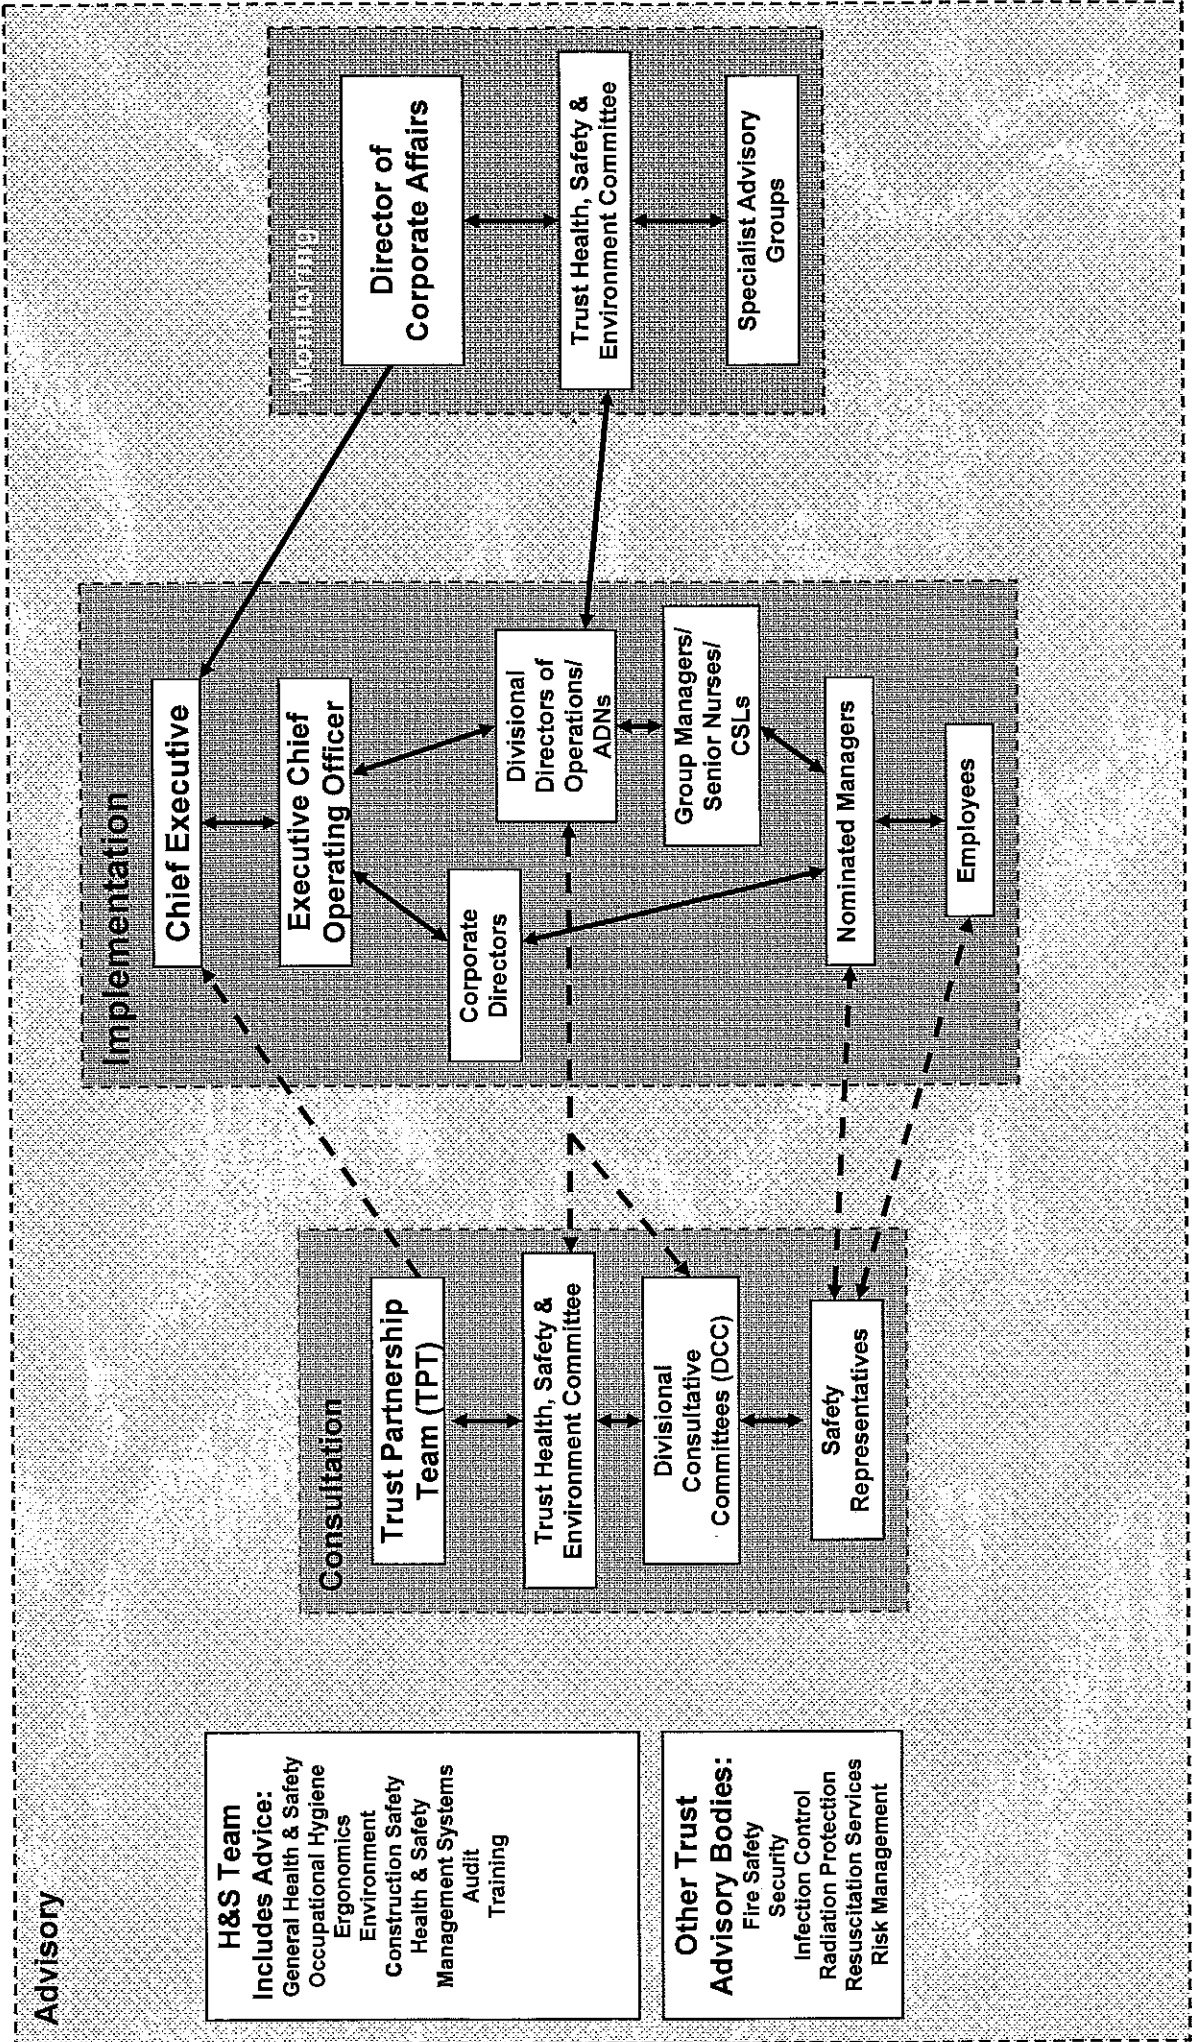 Advisory
H&S Team
Includes Advice:
General Health & Safety
Occupational Hygiene
Ergonomics
Environment
Construction Safety
Health & Safety
Management Systems
Audit
Training
Other Trust
Advisory Bodies:
Fire Safety
Security
Infection Control
Radiation Protection
Resuscitation Services
Risk Management
Consultation
Trust Partnership
Team (TPT)
Trust Health, Safety &
Environment Committee
Divisional
Consultative
Committees (DCC)
Safety
Representatives
Implementation
Chief Executive
Executive Chief
Operating Officer
Corporate
Directors
Divisional
Directors of
Operations/
ADNs
Group Managers/
Senior Nurses/
CSLs
Nominated Managers
Employees
Monitoring
Director of
Corporate Affairs
Trust Health, Safety &
Environment Committee
Specialist Advisory
Groups